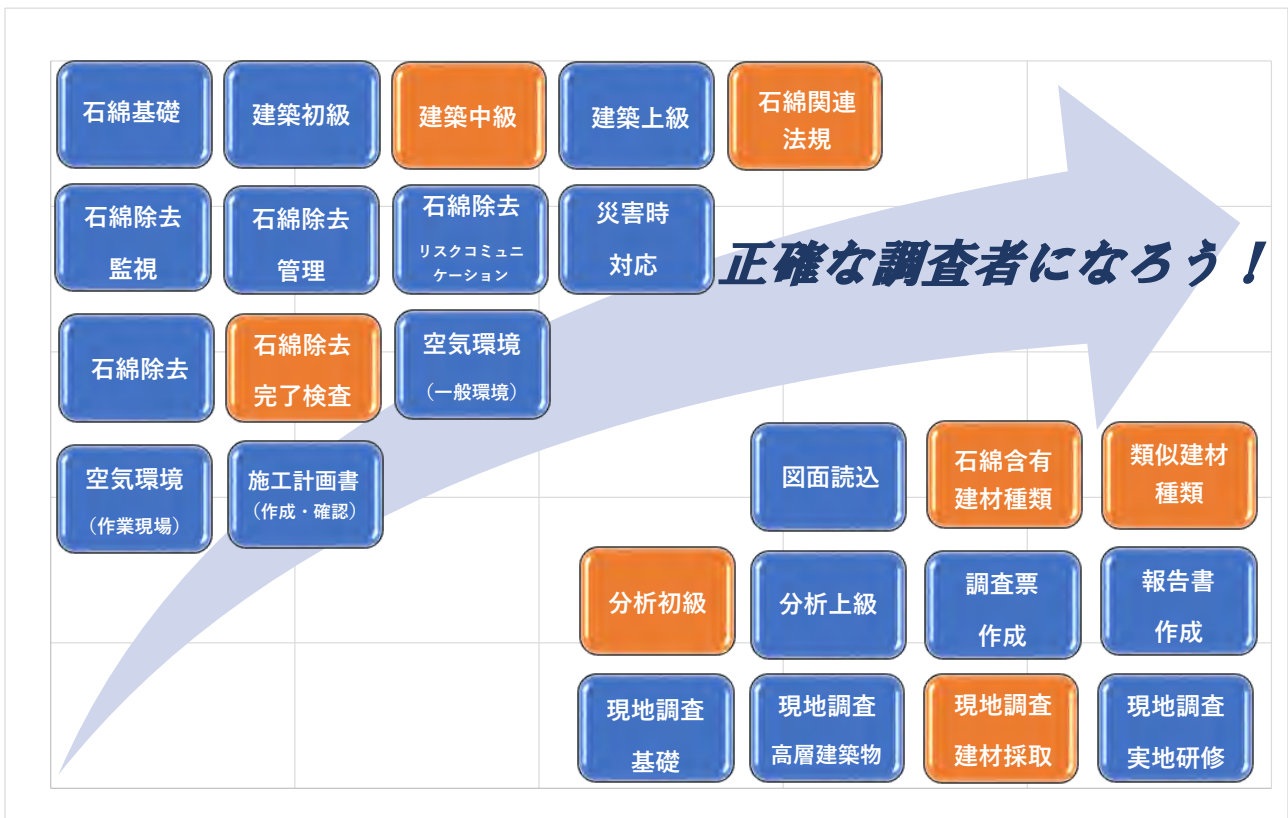 石綿基礎
建築初級
建築中級
建築上級
石綿関連
法規
石綿除去
監視
石綿除去
管理
石綿除去
リスクコミュニ
ケーション
災害時
対応
正確な調査者になろう！
石綿除去
石綿除去
完了検査
空気環境
（一般環境）
空気環境
（作業現場）
施工計画書
（作成・確認）
図面読込
石綿含有
建材種類
類似建材
種類
分析初級
分析上級
調査票
作成
報告書
作成
現地調査
基礎
現地調査
高層建築物
現地調査
建材採取
現地調査
実地研修